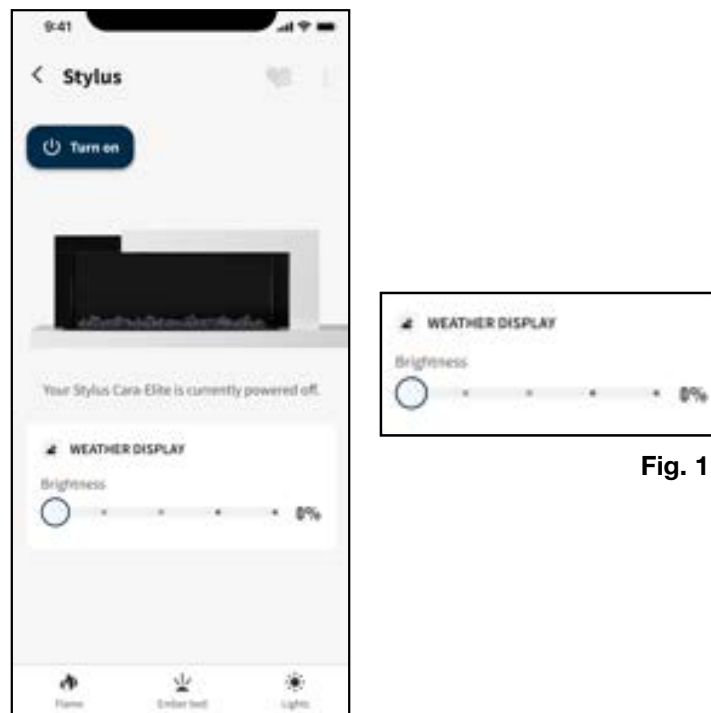 9:41
Stylus
Turn on
Your Stylus Cara Elite is currently powered off.
WEATHER DISPLAY
Brightness
0%
Flame
Ember bed
Lights
WEATHER DISPLAY
Brightness
0%
Fig. 1